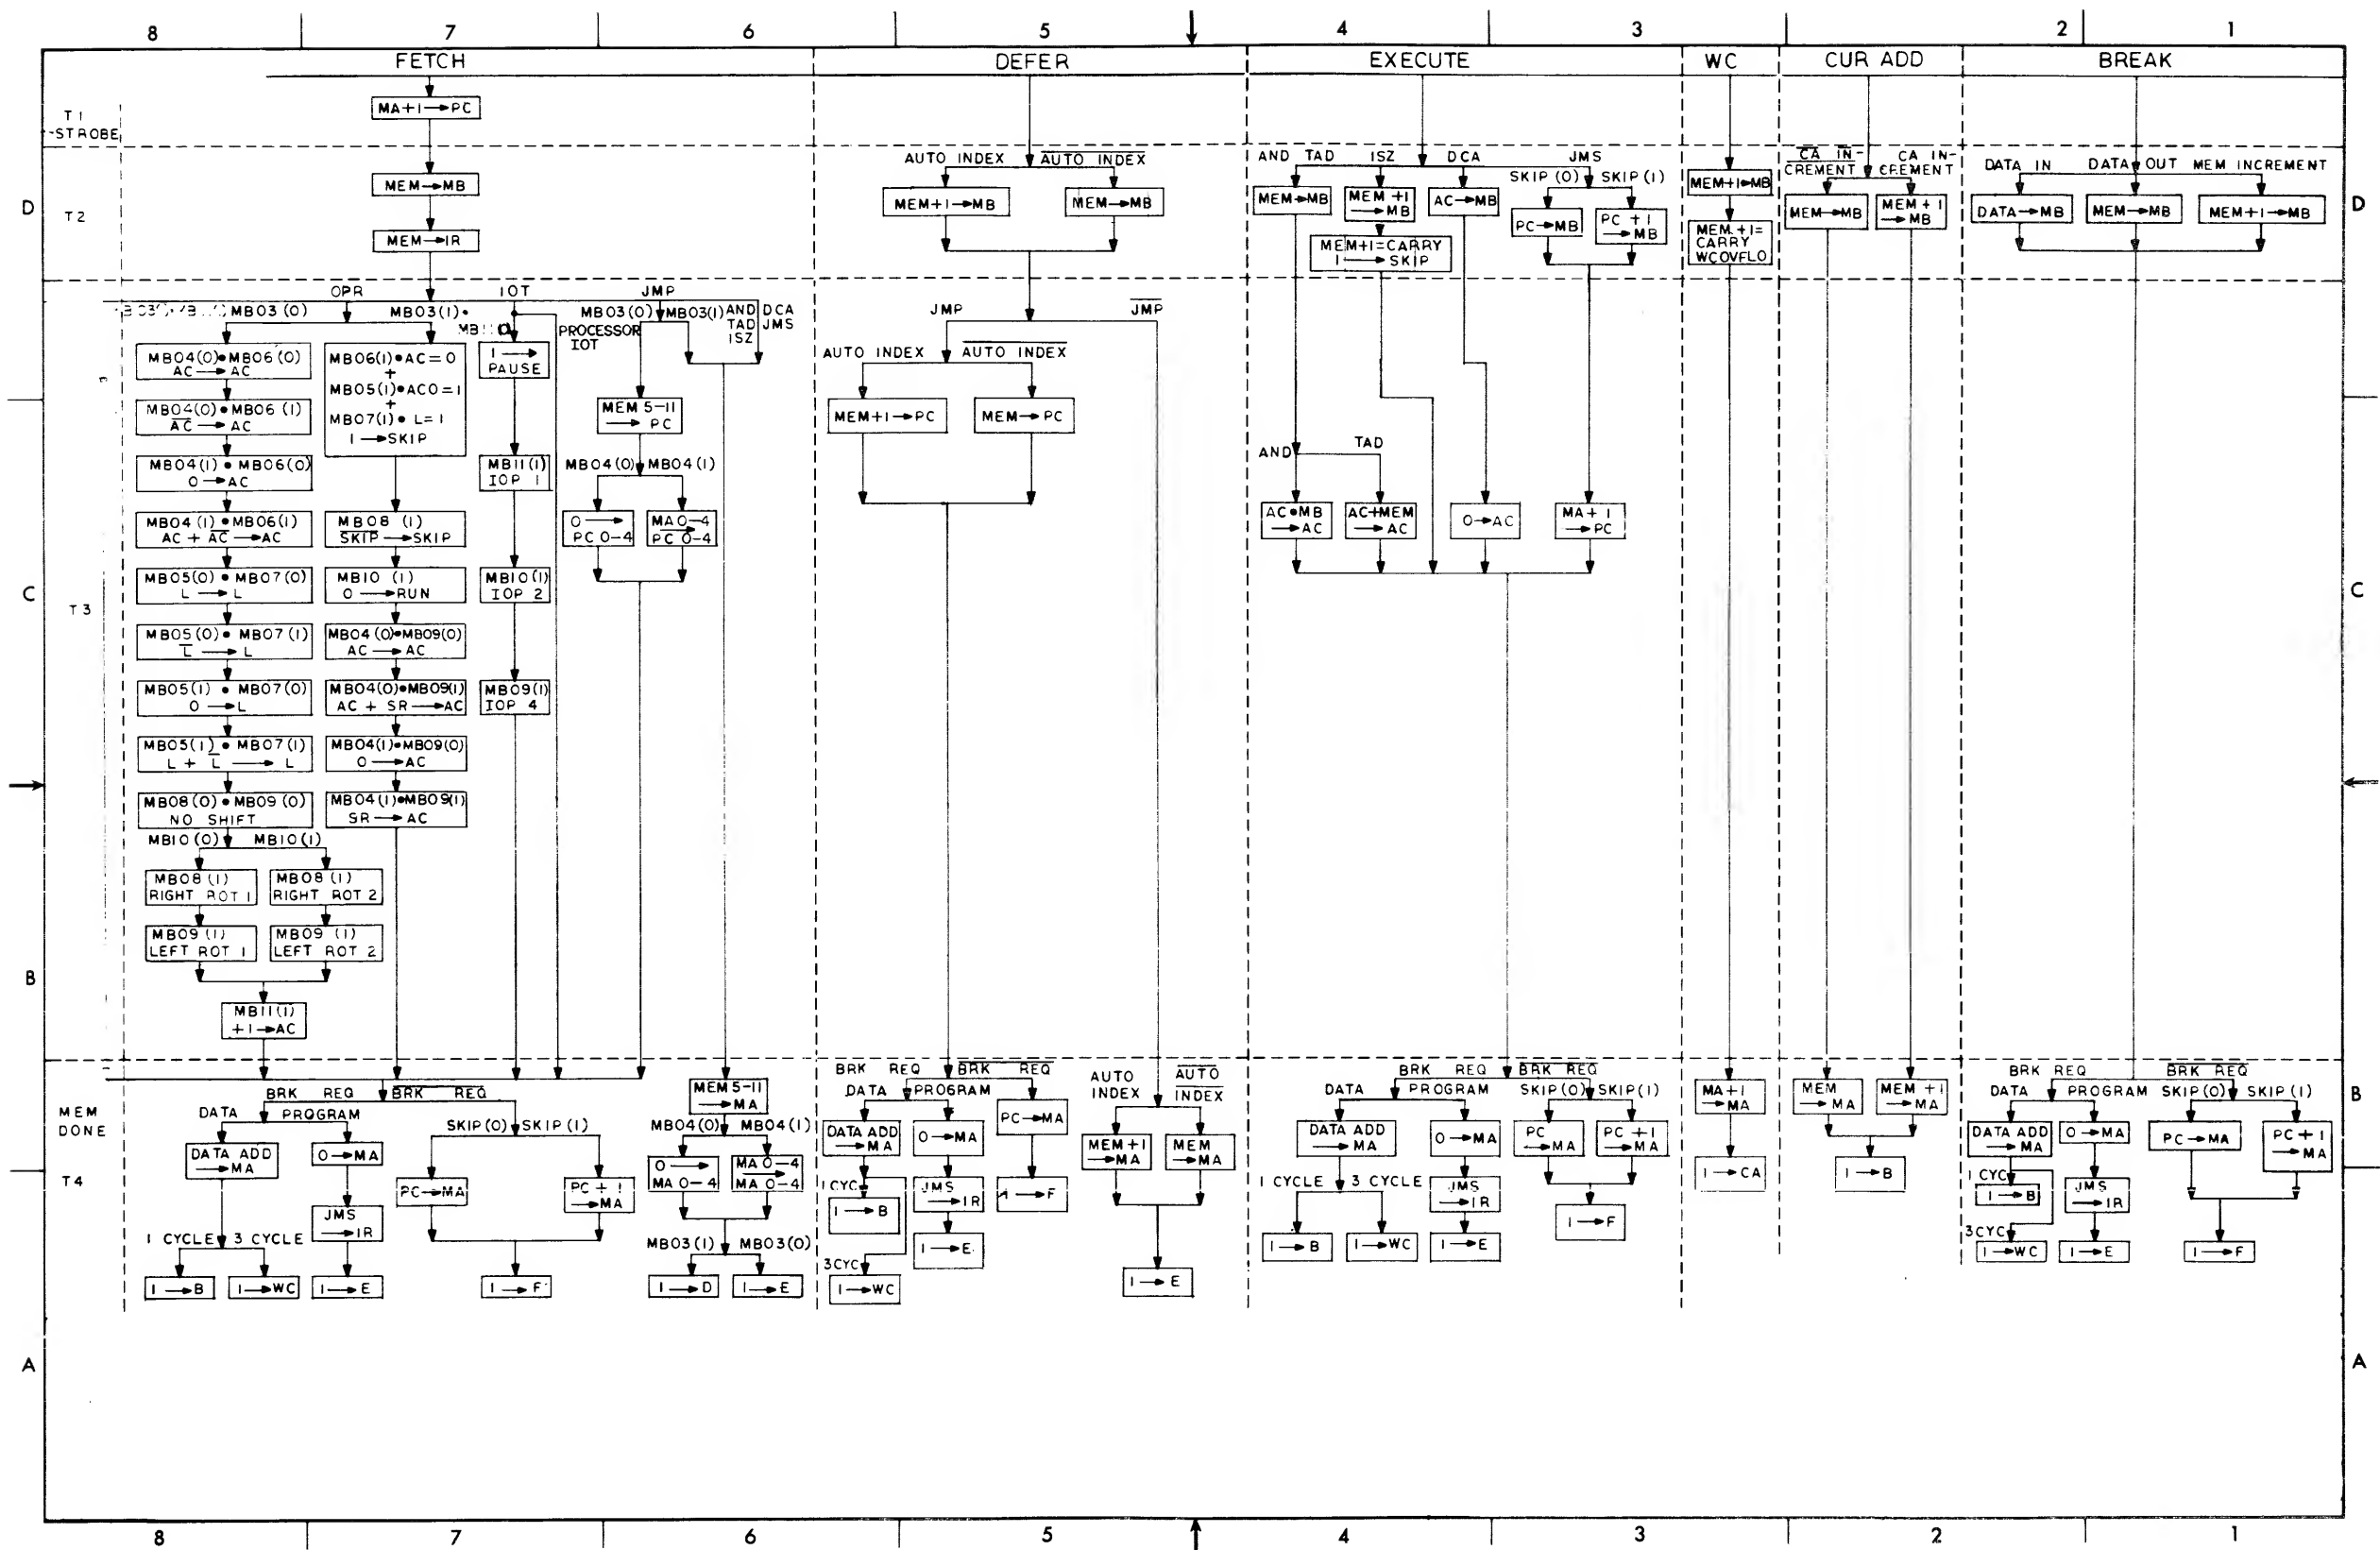 8 7 6 5 4 3 2 1
FETCH
DEFER
EXECUTE
WC
CUR ADD
BREAK
T1
STROBE
MA+1→PC
D
T2
MEM→MB
MEM→IR
AUTO INDEX
A̅U̅T̅O̅ I̅N̅D̅E̅X̅
MEM+1→MB
MEM→MB
AND TAD ISZ DCA JMS
SKIP(0) SKIP(1)
MEM→MB
MEM+1
→MB
AC→MB
PC→MB
PC+1
→MB
MEM+1=CARRY
1→SKIP
MEM+1→MB
MEM+1=
CARRY
WCOVFLO
C̅A̅ I̅N̅-
C̅R̅E̅M̅E̅N̅T̅
CA IN-
CREMENT
MEM→MB
MEM+1
→MB
DATA IN
DATA OUT
MEM INCREMENT
DATA→MB
MEM→MB
MEM+1→MB
D
C
T3
OPR
IOT
JMP
MB03(0)
MB03(1)•
PROCESSOR
IOT
MB03(0)
MB03(1)
AND DCA
TAD JMS
ISZ
MB04(0)•MB06(0)
AC→AC
MB04(0)•MB06(1)
A̅C̅→AC
MB04(1)•MB06(0)
0→AC
MB04(1)•MB06(1)
AC+A̅C̅→AC
MB05(0)•MB07(0)
L→L
MB05(0)•MB07(1)
L̅→L
MB05(1)•MB07(0)
0→L
MB05(1)•MB07(1)
L+L̅→L
MB08(0)•MB09(0)
NO SHIFT
MB10(0)
MB10(1)
MB08(1)
RIGHT ROT 1
MB08(1)
RIGHT ROT 2
MB09(1)
LEFT ROT 1
MB09(1)
LEFT ROT 2
MB11(1)
+1→AC
MB06(1)•AC=0
+
MB05(1)•AC0=1
+
MB07(1)•L=1
1→SKIP
MB08(1)
S̅K̅I̅P̅→SKIP
MB10(1)
0→RUN
MB04(0)•MB09(0)
AC→AC
MB04(0)•MB09(1)
AC+SR→AC
MB04(1)•MB09(0)
0→AC
MB04(1)•MB09(1)
SR→AC
1→
PAUSE
MB11(1)
IOP 1
MB10(1)
IOP 2
MB09(1)
IOP 4
MEM 5-11
→PC
MB04(0)
MB04(1)
0→
PC 0-4
MA 0-4
→
PC 0-4
JMP
J̅M̅P̅
AUTO INDEX
A̅U̅T̅O̅ I̅N̅D̅E̅X̅
MEM+1→PC
MEM→PC
AND
TAD
AC•MB
→AC
AC+MEM
→AC
0→AC
MA+1
→PC
C
B
MEM
DONE
T4
BRK REQ
B̅R̅K̅ R̅E̅Q̅
DATA
PROGRAM
DATA ADD
→MA
0→MA
JMS
→IR
1 CYCLE
3 CYCLE
1→B
1→WC
1→E
SKIP(0)
SKIP(1)
PC→MA
PC+1
→MA
1→F
MEM 5-11
→MA
MB04(0)
MB04(1)
0→
MA 0-4
MA 0-4
→
MA 0-4
MB03(1)
MB03(0)
1→D
1→E
BRK REQ
B̅R̅K̅ R̅E̅Q̅
DATA
PROGRAM
DATA ADD
→MA
0→MA
PC→MA
1 CYC
1→B
JMS
→IR
→F
1→E
3CYC
1→WC
AUTO
INDEX
A̅U̅T̅O̅
I̅N̅D̅E̅X̅
MEM+1
→MA
MEM
→MA
1→E
BRK REQ
B̅R̅K̅ R̅E̅Q̅
DATA
PROGRAM
SKIP(0)
SKIP(1)
DATA ADD
→MA
0→MA
PC
→MA
PC+1
→MA
1 CYCLE
3 CYCLE
JMS
→IR
1→F
1→B
1→WC
1→E
MA+1
→MA
1→CA
MEM
→MA
MEM+1
→MA
1→B
BRK REQ
B̅R̅K̅ R̅E̅Q̅
DATA
PROGRAM
SKIP(0)
SKIP(1)
DATA ADD
→MA
0→MA
PC→MA
PC+1
→MA
1 CYC
1→B
JMS
→IR
3CYC
1→WC
1→E
1→F
B
A
A
8 7 6 5 4 3 2 1